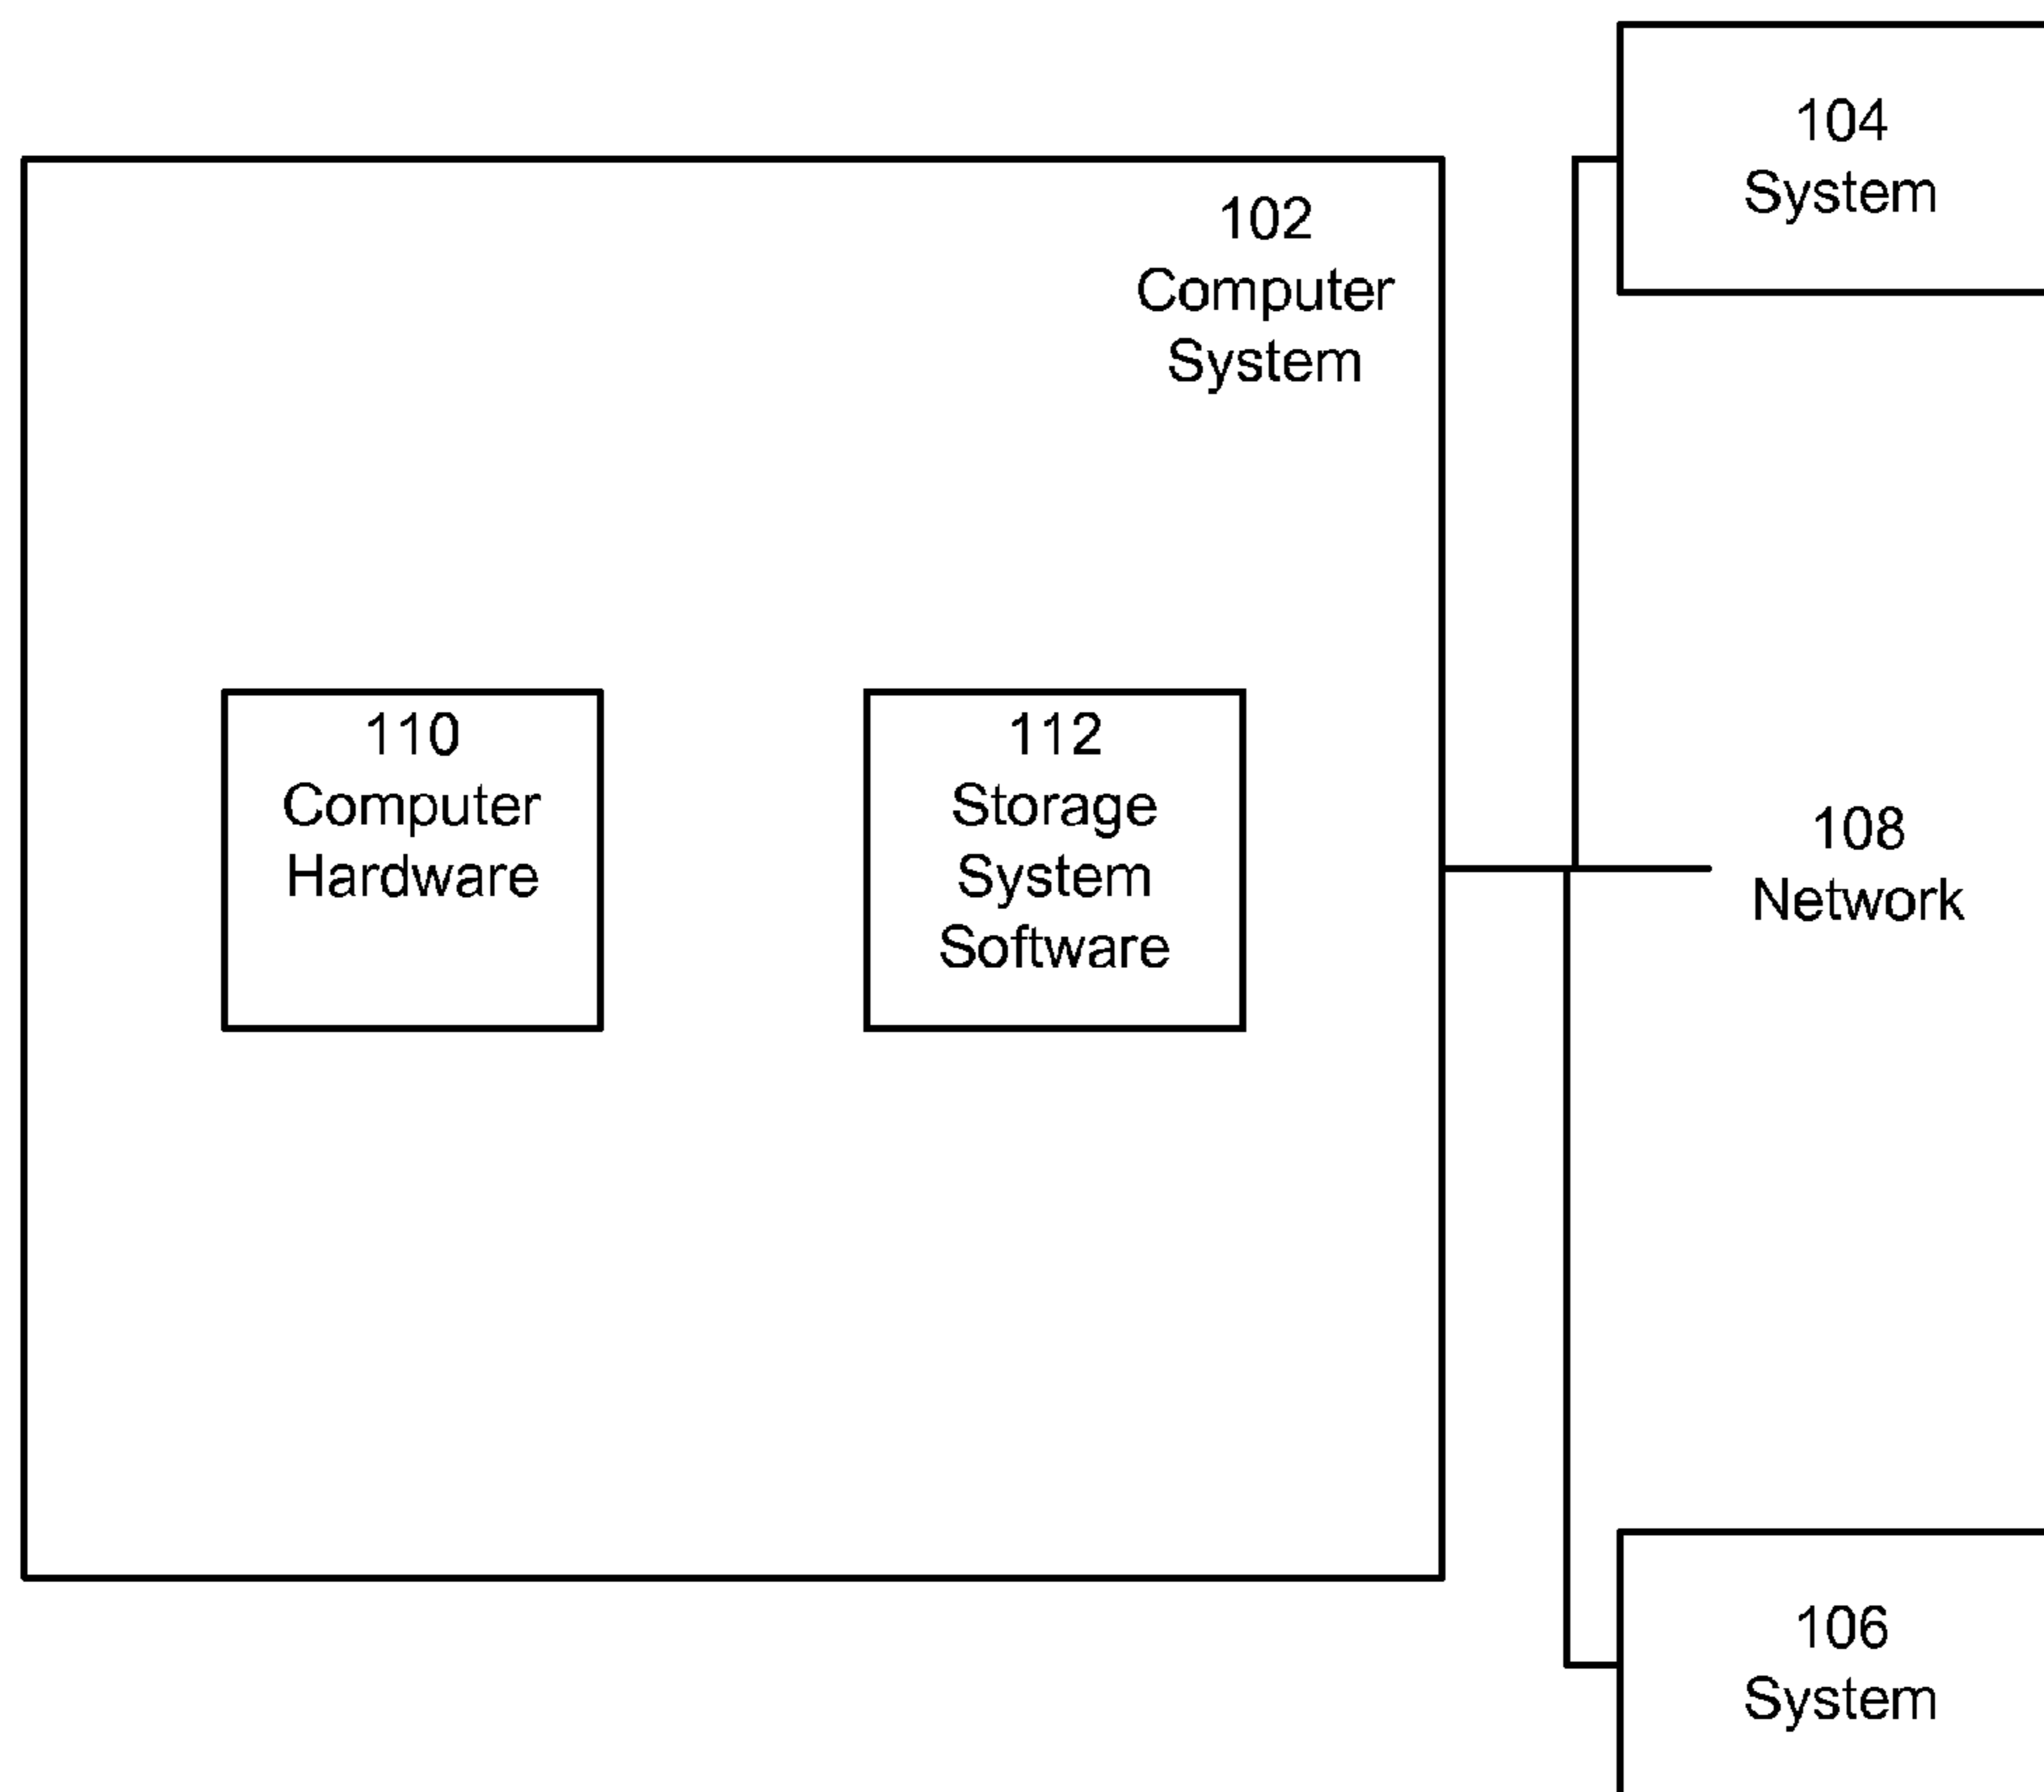 104
System
102
Computer
System
110
Computer
Hardware
112
Storage
System
Software
108
Network
106
System